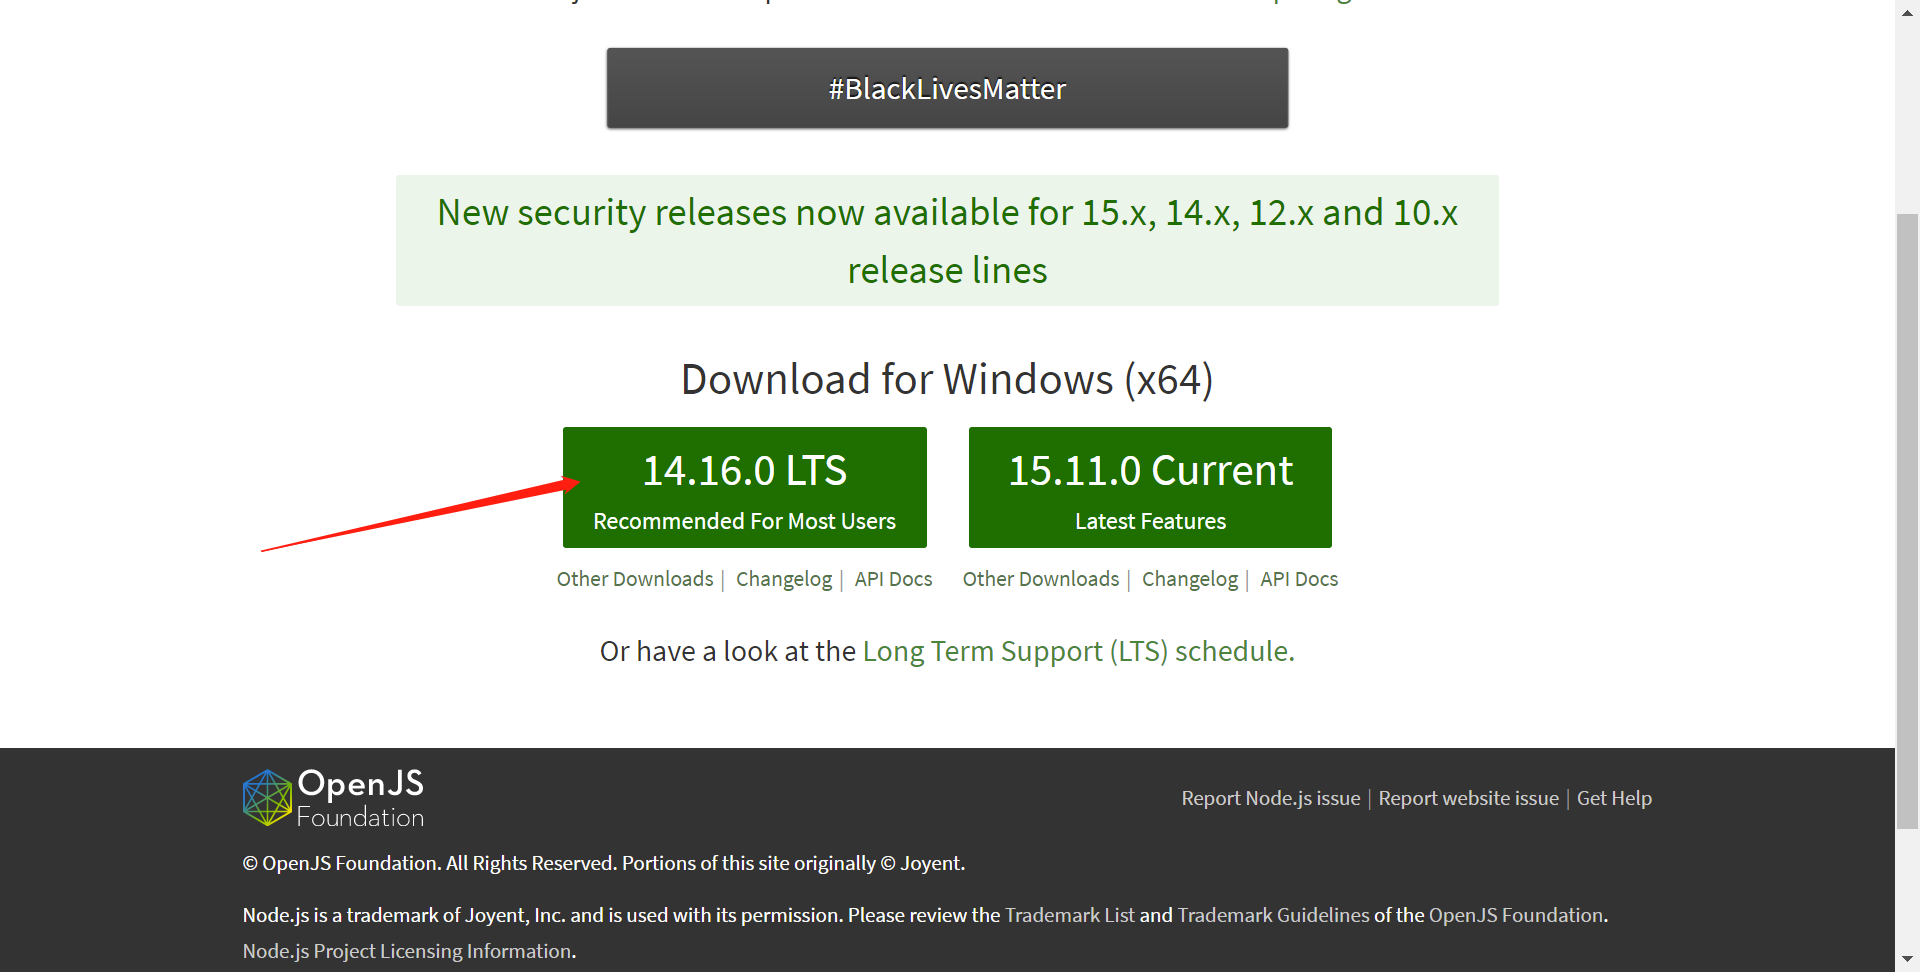 #BlackLivesMatter
New security releases now available for 15.x, 14.x, 12.x and 10.x
release lines
Download for Windows (x64)
14.16.0 LTS
Recommended For Most Users
15.11.0 Current
Latest Features
Other Downloads | Changelog | API Docs
Other Downloads | Changelog | API Docs
Or have a look at the Long Term Support (LTS) schedule.
OpenJS
Foundation
Report Node.js issue | Report website issue | Get Help
© OpenJS Foundation. All Rights Reserved. Portions of this site originally © Joyent.
Node.js is a trademark of Joyent, Inc. and is used with its permission. Please review the Trademark List and Trademark Guidelines of the OpenJS Foundation.
Node.js Project Licensing Information.